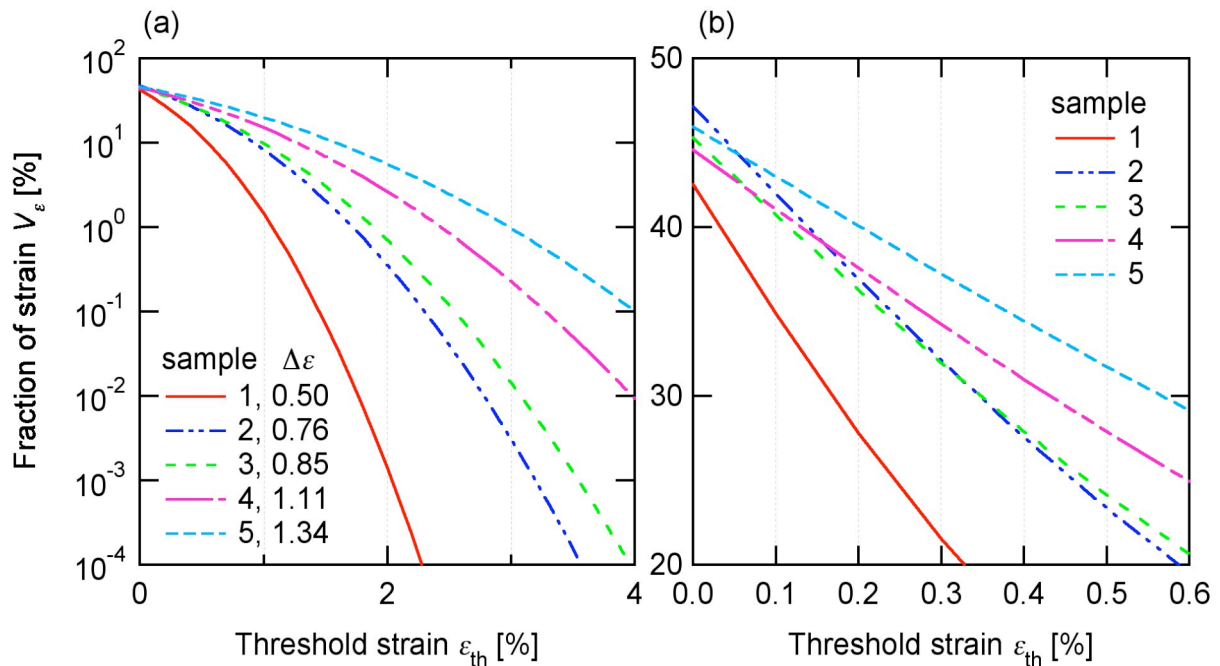 (a)
Fraction of strain V_ε [%]
10^2
10^1
10^0
10^-1
10^-2
10^-3
10^-4
sample Δε
1, 0.50
2, 0.76
3, 0.85
4, 1.11
5, 1.34
0 2 4
Threshold strain ε_th [%]
(b)
50
40
30
20
sample
1
2
3
4
5
0.0 0.1 0.2 0.3 0.4 0.5 0.6
Threshold strain ε_th [%]